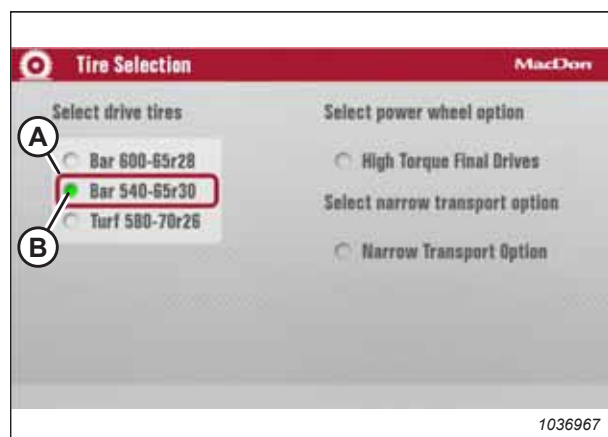 Tire Selection MacDon
Select drive tires
Bar 600-65r28
Bar 540-65r30
Turf 580-70r26
Select power wheel option
High Torque Final Drives
Select narrow transport option
Narrow Transport Option
A
B
1036967